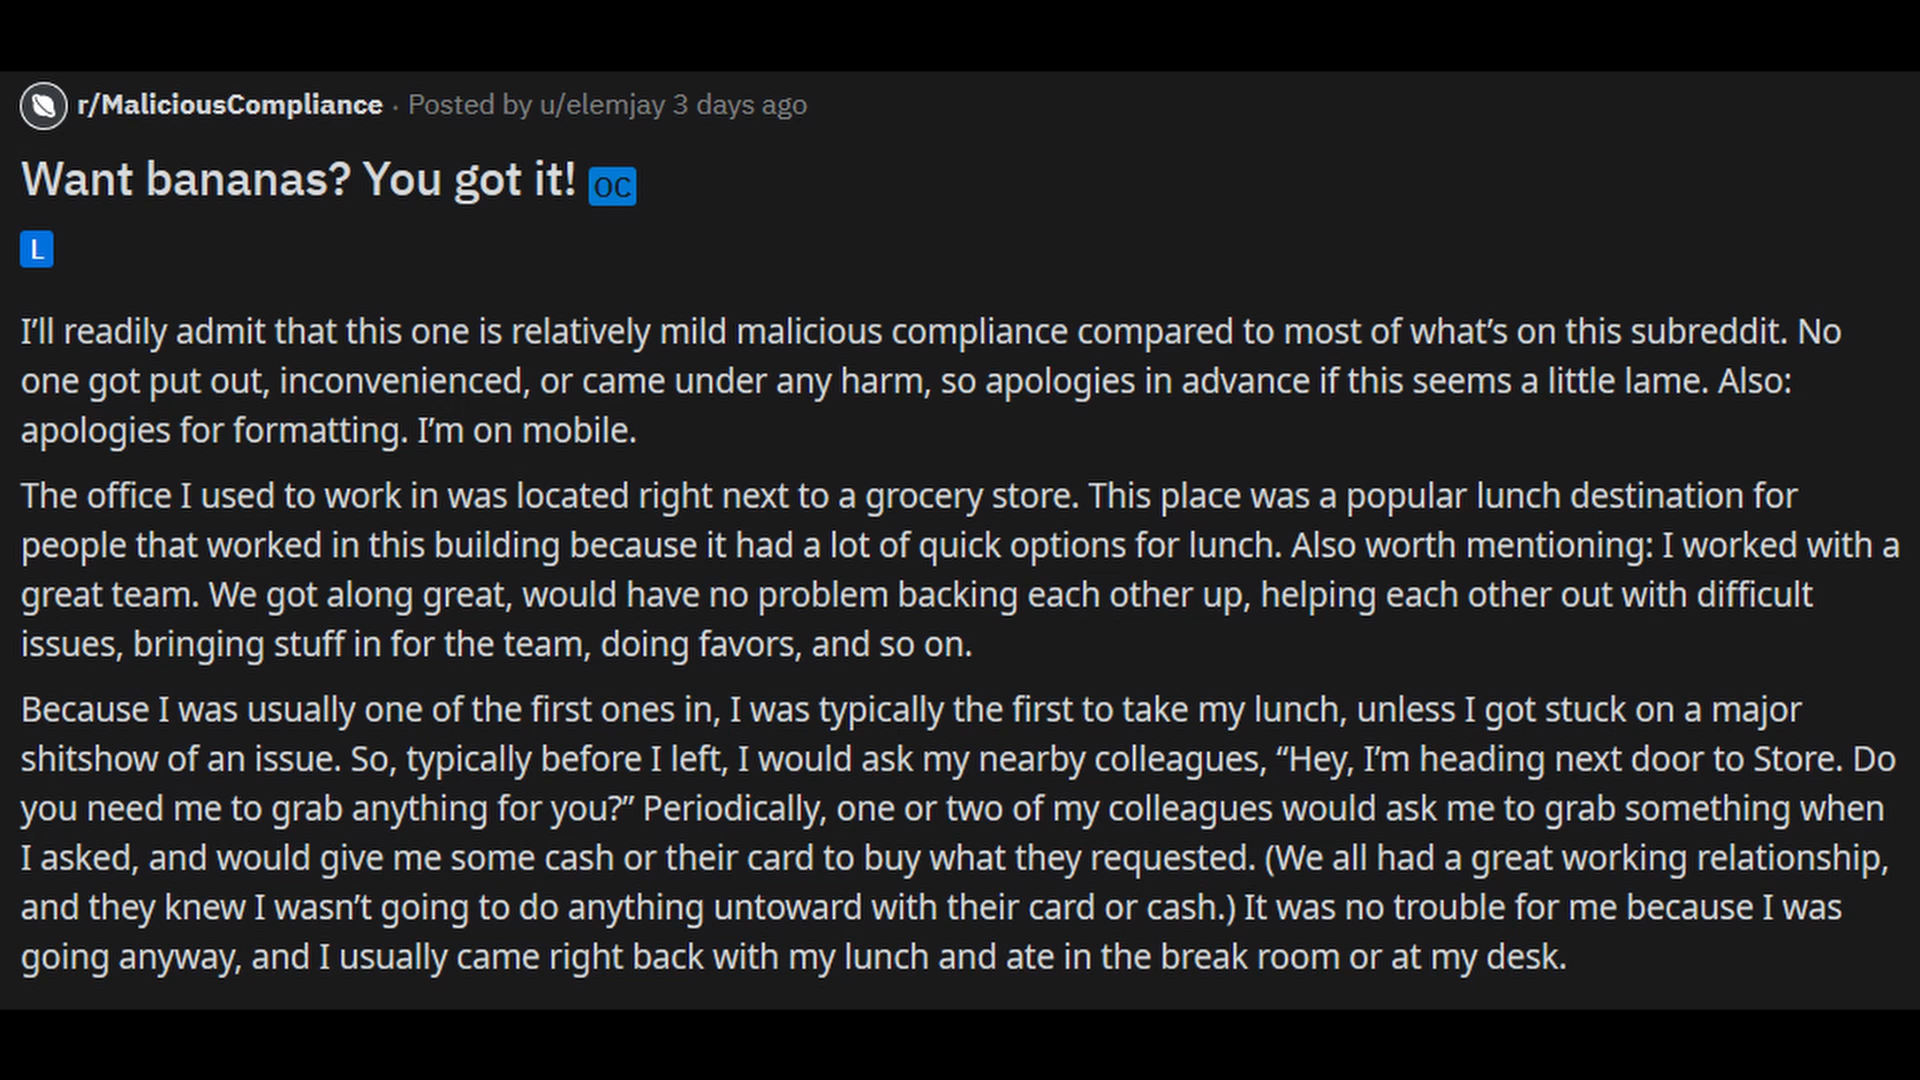 r/MaliciousCompliance · Posted by u/elemjay 3 days ago
Want bananas? You got it! OC
L
I’ll readily admit that this one is relatively mild malicious compliance compared to most of what’s on this subreddit. No
one got put out, inconvenienced, or came under any harm, so apologies in advance if this seems a little lame. Also:
apologies for formatting. I’m on mobile.
The office I used to work in was located right next to a grocery store. This place was a popular lunch destination for
people that worked in this building because it had a lot of quick options for lunch. Also worth mentioning: I worked with a
great team. We got along great, would have no problem backing each other up, helping each other out with difficult
issues, bringing stuff in for the team, doing favors, and so on.
Because I was usually one of the first ones in, I was typically the first to take my lunch, unless I got stuck on a major
shitshow of an issue. So, typically before I left, I would ask my nearby colleagues, “Hey, I’m heading next door to Store. Do
you need me to grab anything for you?” Periodically, one or two of my colleagues would ask me to grab something when
I asked, and would give me some cash or their card to buy what they requested. (We all had a great working relationship,
and they knew I wasn’t going to do anything untoward with their card or cash.) It was no trouble for me because I was
going anyway, and I usually came right back with my lunch and ate in the break room or at my desk.